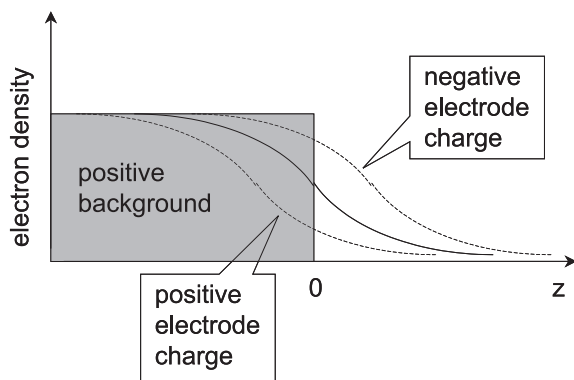 electron density
negative
electrode
charge
positive
background
positive
electrode
charge
0
z